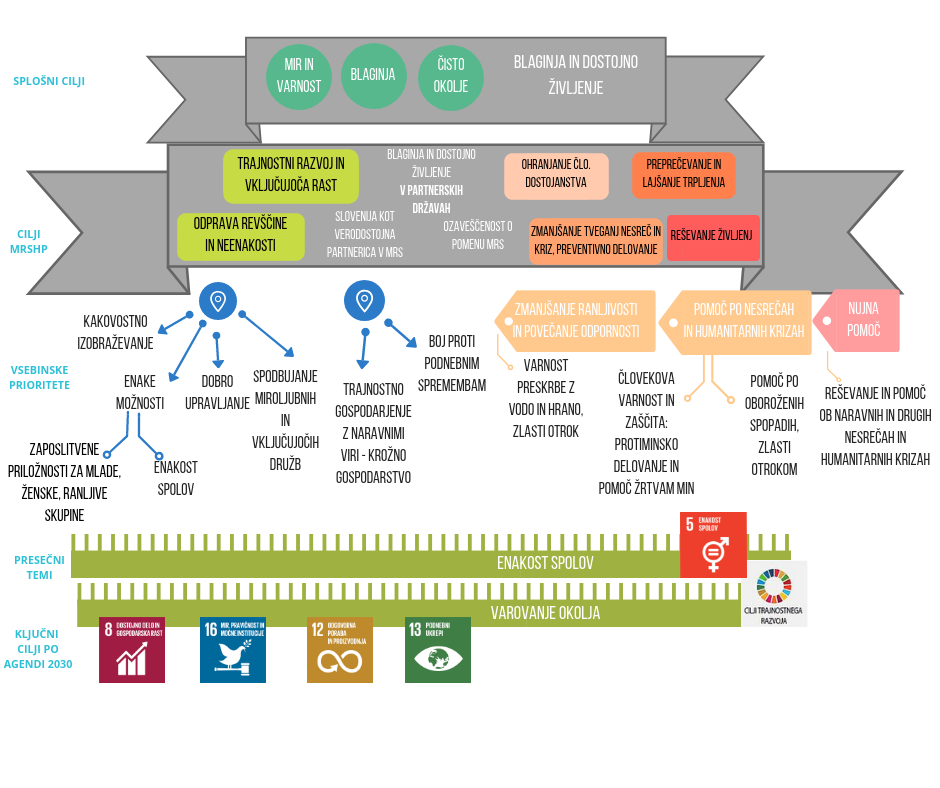 SPLOŠNI CILJI
MIR IN
VARNOST
BLAGINJA
ČISTO
OKOLJE
BLAGINJA IN DOSTOJNO
ŽIVLJENJE
CILJI
MRSHP
TRAJNOSTNI RAZVOJ IN
VKLJUČUJOČA RAST
BLAGINJA IN DOSTOJNO
ŽIVLJENJE
V PARTNERSKIH
DRŽAVAH
OHRANJANJE ČLO.
DOSTOJANSTVA
PREPREČEVANJE IN
LAJŠANJE TRPLJENJA
ODPRAVA REVŠČINE
IN NEENAKOSTI
SLOVENIJA KOT
VERODOSTOJNA
PARTNERICA V MRS
OZAVEŠČENOST O
POMENU MRS
ZMANJŠANJE TVEGANJ NESREČ IN
KRIZ, PREVENTIVNO DELOVANJE
REŠEVANJE ŽIVLJENJ
VSEBINSKE
PRIORITETE
KAKOVOSTNO
IZOBRAŽEVANJE
ENAKE
MOŽNOSTI
DOBRO
UPRAVLJANJE
SPODBUJANJE
MIROLJUBNIH
IN
VKLJUČUJOČIH
DRUŽB
ZAPOSLITVENE
PRILOŽNOSTI ZA MLADE,
ŽENSKE, RANLJIVE
SKUPINE
ENAKOST
SPOLOV
TRAJNOSTNO
GOSPODARJENJE
Z NARAVNIMI
VIRI - KROŽNO
GOSPODARSTVO
BOJ PROTI
PODNEBNIM
SPREMEMBAM
ZMANJŠANJE RANLJIVOSTI
IN POVEČANJE ODPORNOSTI
VARNOST
PRESKRBE Z
VODO IN HRANO,
ZLASTI OTROK
POMOČ PO NESREČAH
IN HUMANITARNIH KRIZAH
ČLOVEKOVA
VARNOST IN
ZAŠČITA:
PROTIMINSKO
DELOVANJE IN
POMOČ ŽRTVAM MIN
POMOČ PO
OBOROŽENIH
SPOPADIH,
ZLASTI
OTROKOM
NUJNA
POMOČ
REŠEVANJE IN POMOČ
OB NARAVNIH IN DRUGIH
NESREČAH IN
HUMANITARNIH KRIZAH
PRESEČNI
TEMI
ENAKOST SPOLOV
5 ENAKOST
SPOLOV
VAROVANJE OKOLJA
CILJI TRAJNOSTNEGA
RAZVOJA
KLJUČNI
CILJI PO
AGENDI 2030
8 DOSTOJNO DELO IN
GOSPODARSKA RAST
16 MIR, PRAVIČNOST IN
MOČNE INSTITUCIJE
12 ODGOVORNA
PORABA
IN PROIZVODNJA
13 PODNEBNI
UKREPI